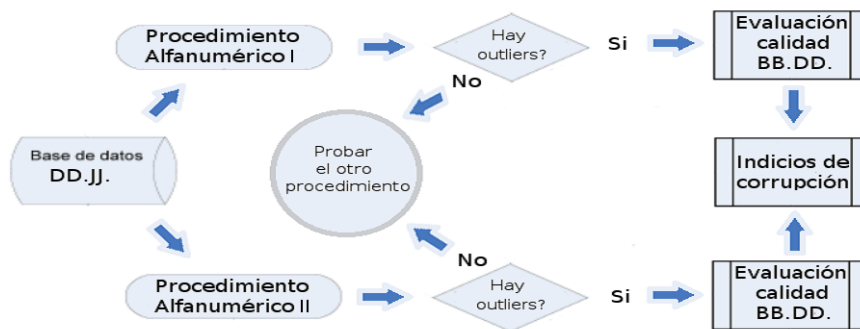 Procedimiento
Alfanumérico I
Hay
outliers?
Si
Evaluación
calidad
BB.DD.
No
Base de datos
DD.JJ.
Probar
el otro
procedimiento
Indicios de
corrupción
No
Procedimiento
Alfanumérico II
Hay
outliers?
Si
Evaluación
calidad
BB.DD.